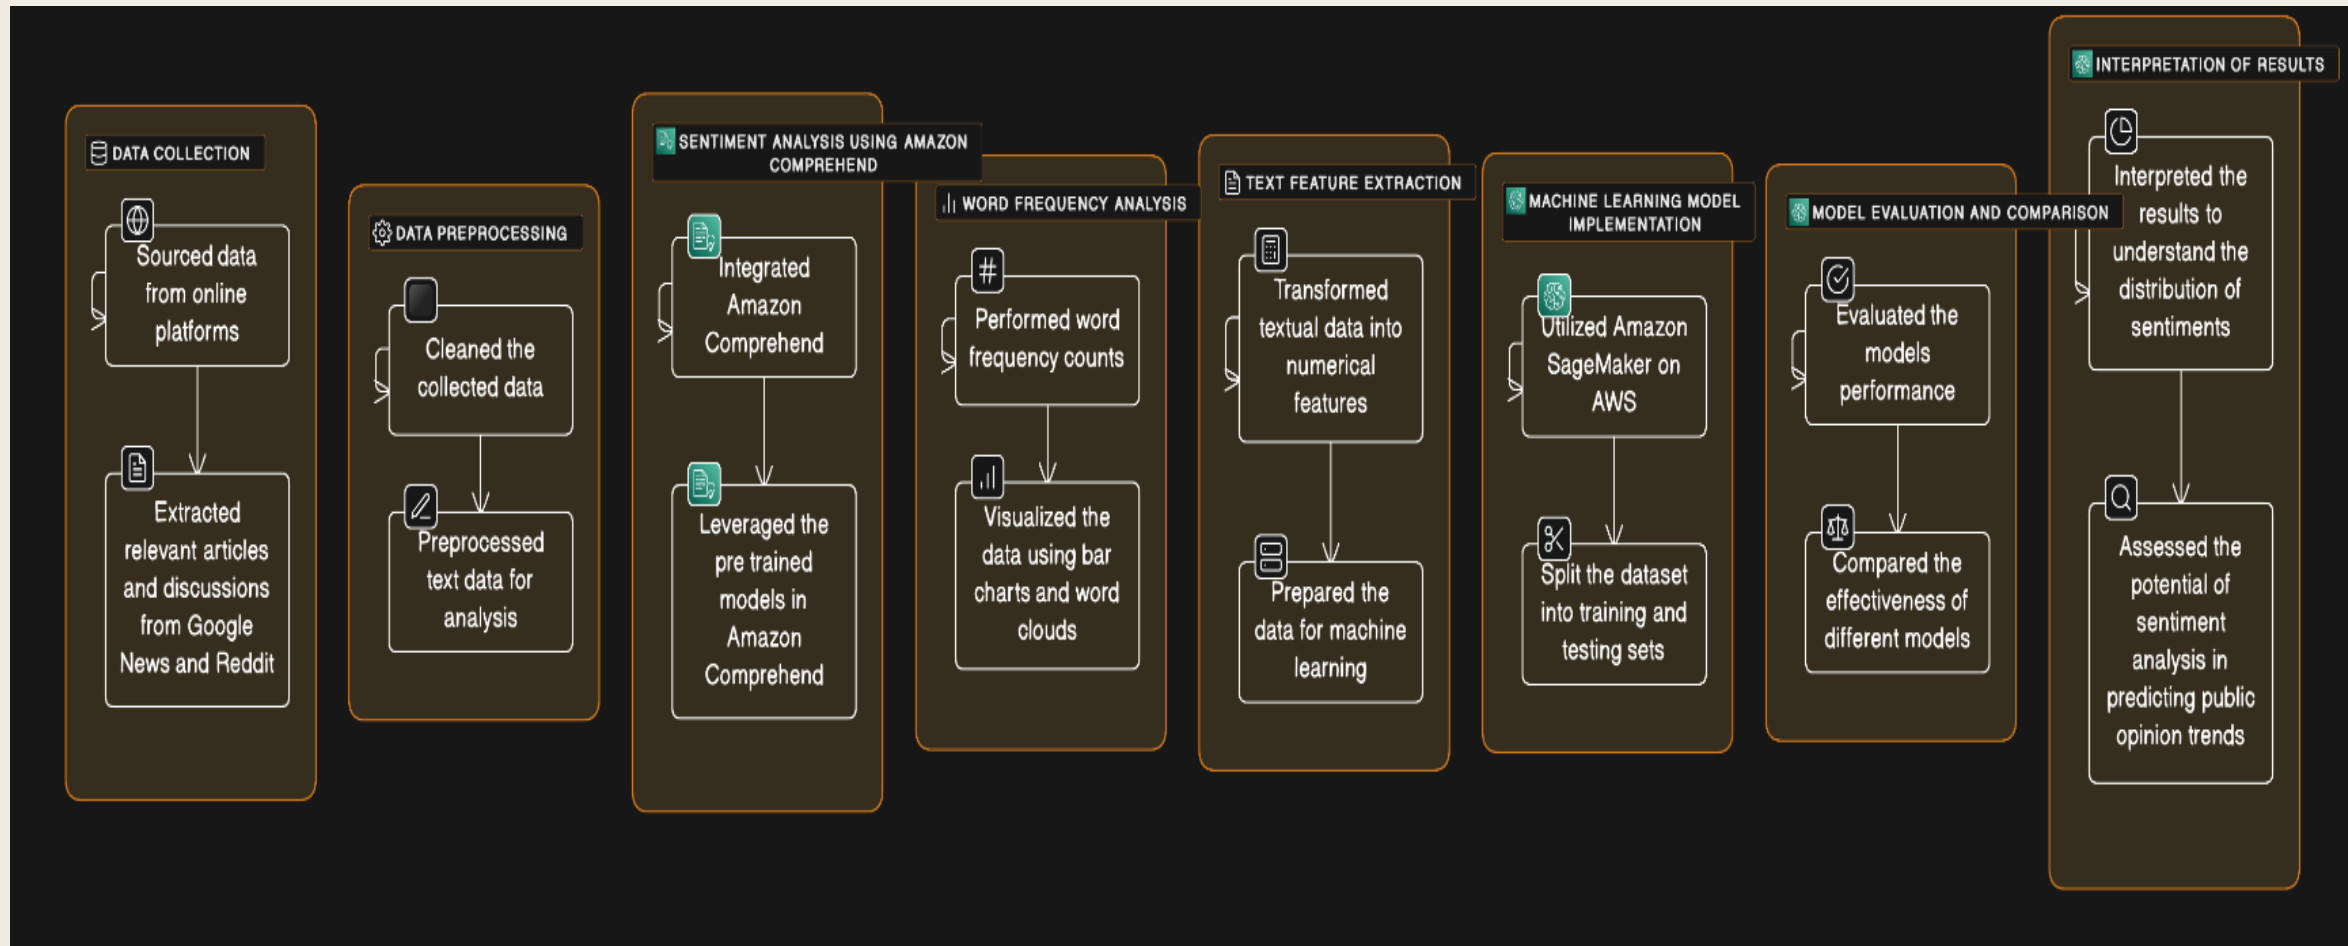 DATA COLLECTION
Sourced data
from online
platforms
Extracted
relevant articles
and discussions
from Google
News and Reddit
DATA PREPROCESSING
Cleaned the
collected data
Preprocessed
text data for
analysis
SENTIMENT ANALYSIS USING AMAZON
COMPREHEND
Integrated
Amazon
Comprehend
Leveraged the
pre trained
models in
Amazon
Comprehend
WORD FREQUENCY ANALYSIS
Performed word
frequency counts
Visualized the
data using bar
charts and word
clouds
TEXT FEATURE EXTRACTION
Transformed
textual data into
numerical
features
Prepared the
data for machine
learning
MACHINE LEARNING MODEL
IMPLEMENTATION
Utilized Amazon
SageMaker on
AWS
Split the dataset
into training and
testing sets
MODEL EVALUATION AND COMPARISON
Evaluated the
models
performance
Compared the
effectiveness of
different models
INTERPRETATION OF RESULTS
Interpreted the
results to
understand the
distribution of
sentiments
Assessed the
potential of
sentiment
analysis in
predicting public
opinion trends